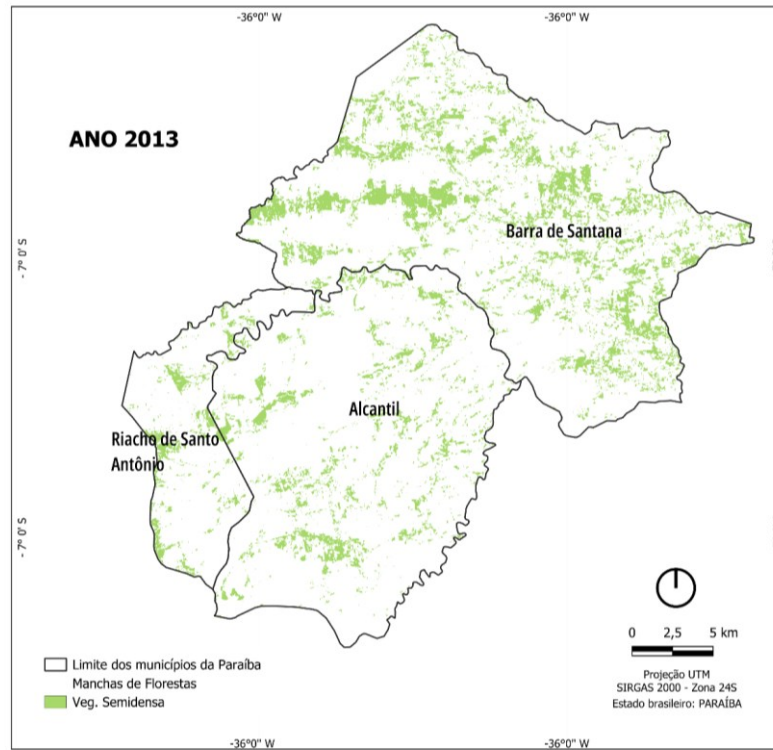 -36°0'' W
-36°0'' W
ANO 2013
- 7° 0' S
Barra de Santana
Alcantil
Riacho de Santo
Antônio
- 7° 0' S
0 2,5 5 km
Limite dos municípios da Paraíba
Manchas de Florestas
Veg. Semidensa
Projeção UTM
SIRGAS 2000 - Zona 24S
Estado brasileiro: PARAÍBA
-36°0'' W
-36°0'' W